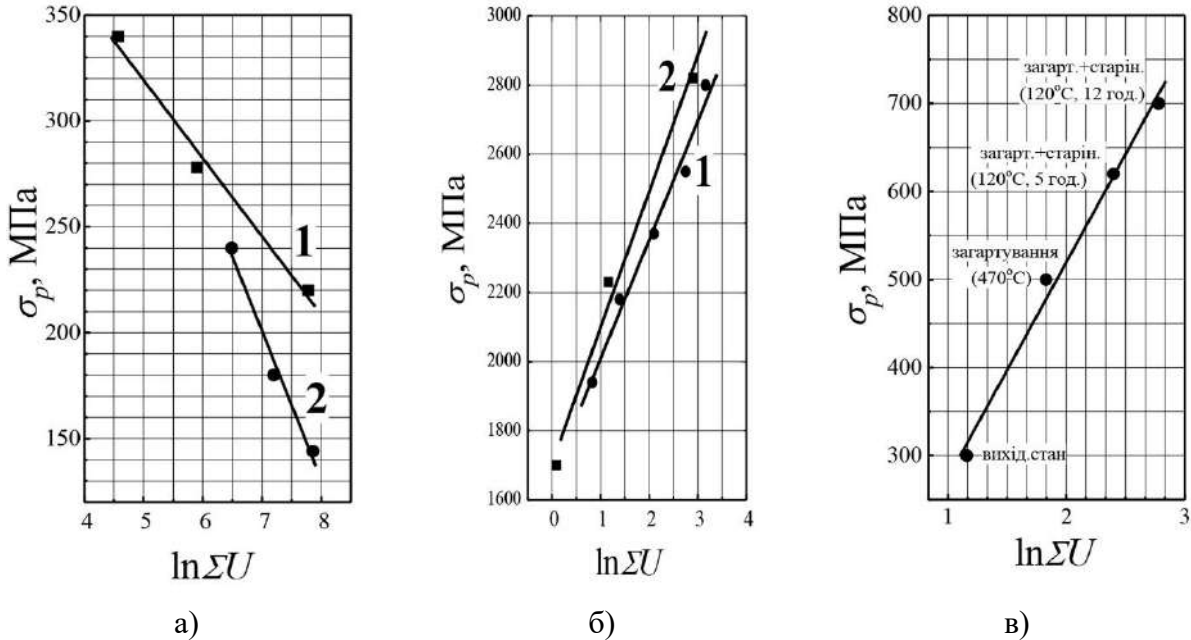 σp, МПа
350
300
250
200
150
1
2
4
5
6
7
8
lnΣU
а)
σp, МПа
3000
2800
2600
2400
2200
2000
1800
1600
2
1
0
1
2
3
4
lnΣU
б)
σp, МПа
800
700
600
500
400
300
загарт.+старін.
(120°C, 12 год.)
загарт.+старін.
(120°C, 5 год.)
загартування
(470°C)
вихід.стан
1
2
3
lnΣU
в)